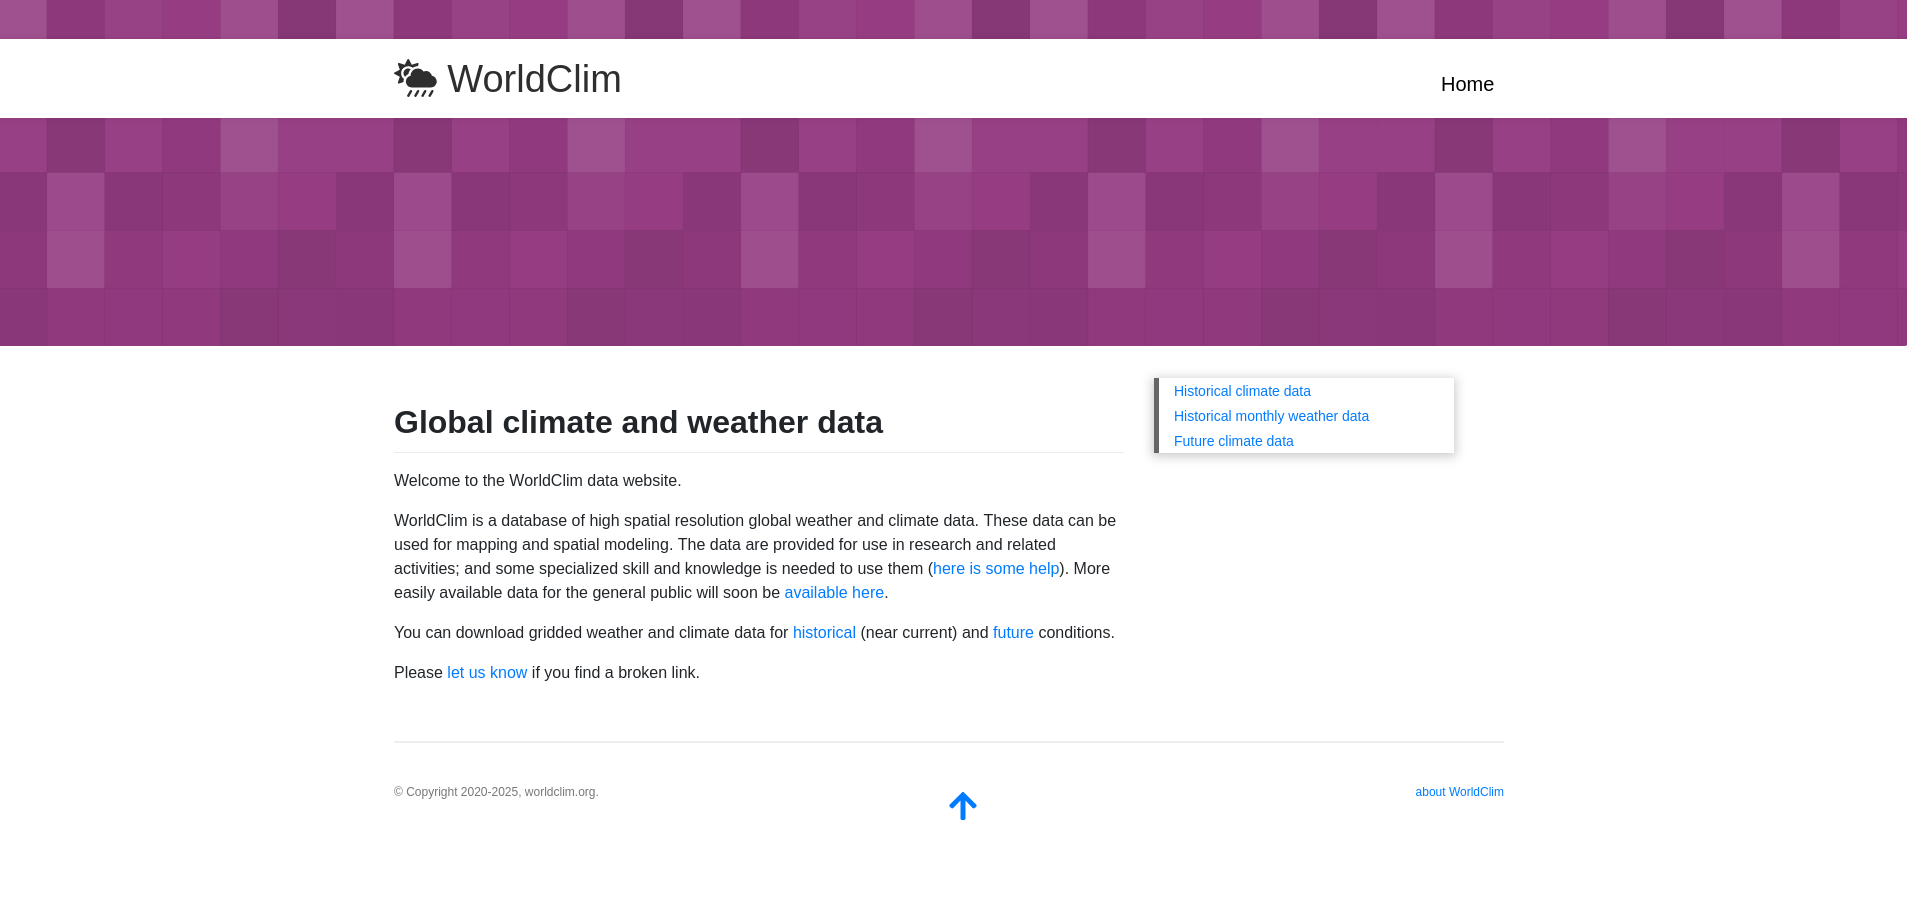 WorldClim
Home
Global climate and weather data
Welcome to the WorldClim data website.
WorldClim is a database of high spatial resolution global weather and climate data. These data can be
used for mapping and spatial modeling. The data are provided for use in research and related
activities; and some specialized skill and knowledge is needed to use them (here is some help). More
easily available data for the general public will soon be available here.
You can download gridded weather and climate data for historical (near current) and future conditions.
Please let us know if you find a broken link.
Historical climate data
Historical monthly weather data
Future climate data
© Copyright 2020-2025, worldclim.org.
about WorldClim